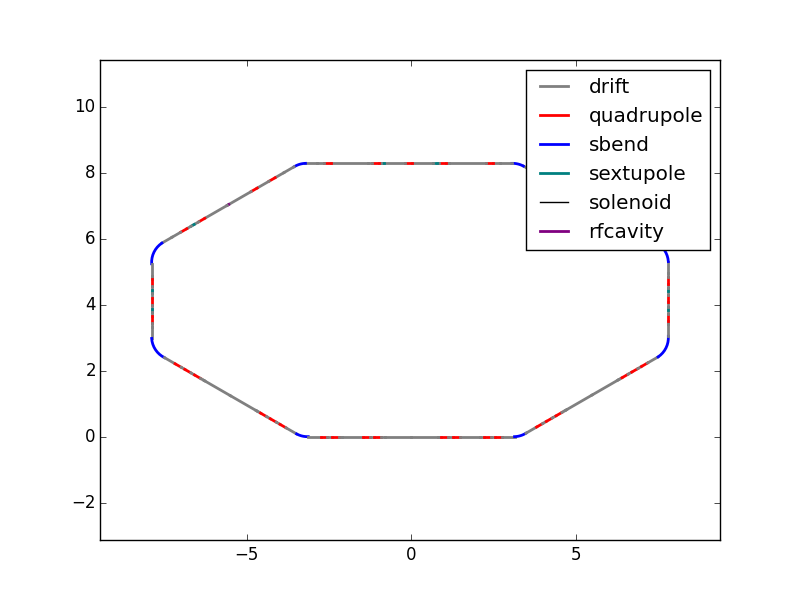 10
8
6
4
2
0
−2
−5
0
5
drift
quadrupole
sbend
sextupole
solenoid
rfcavity